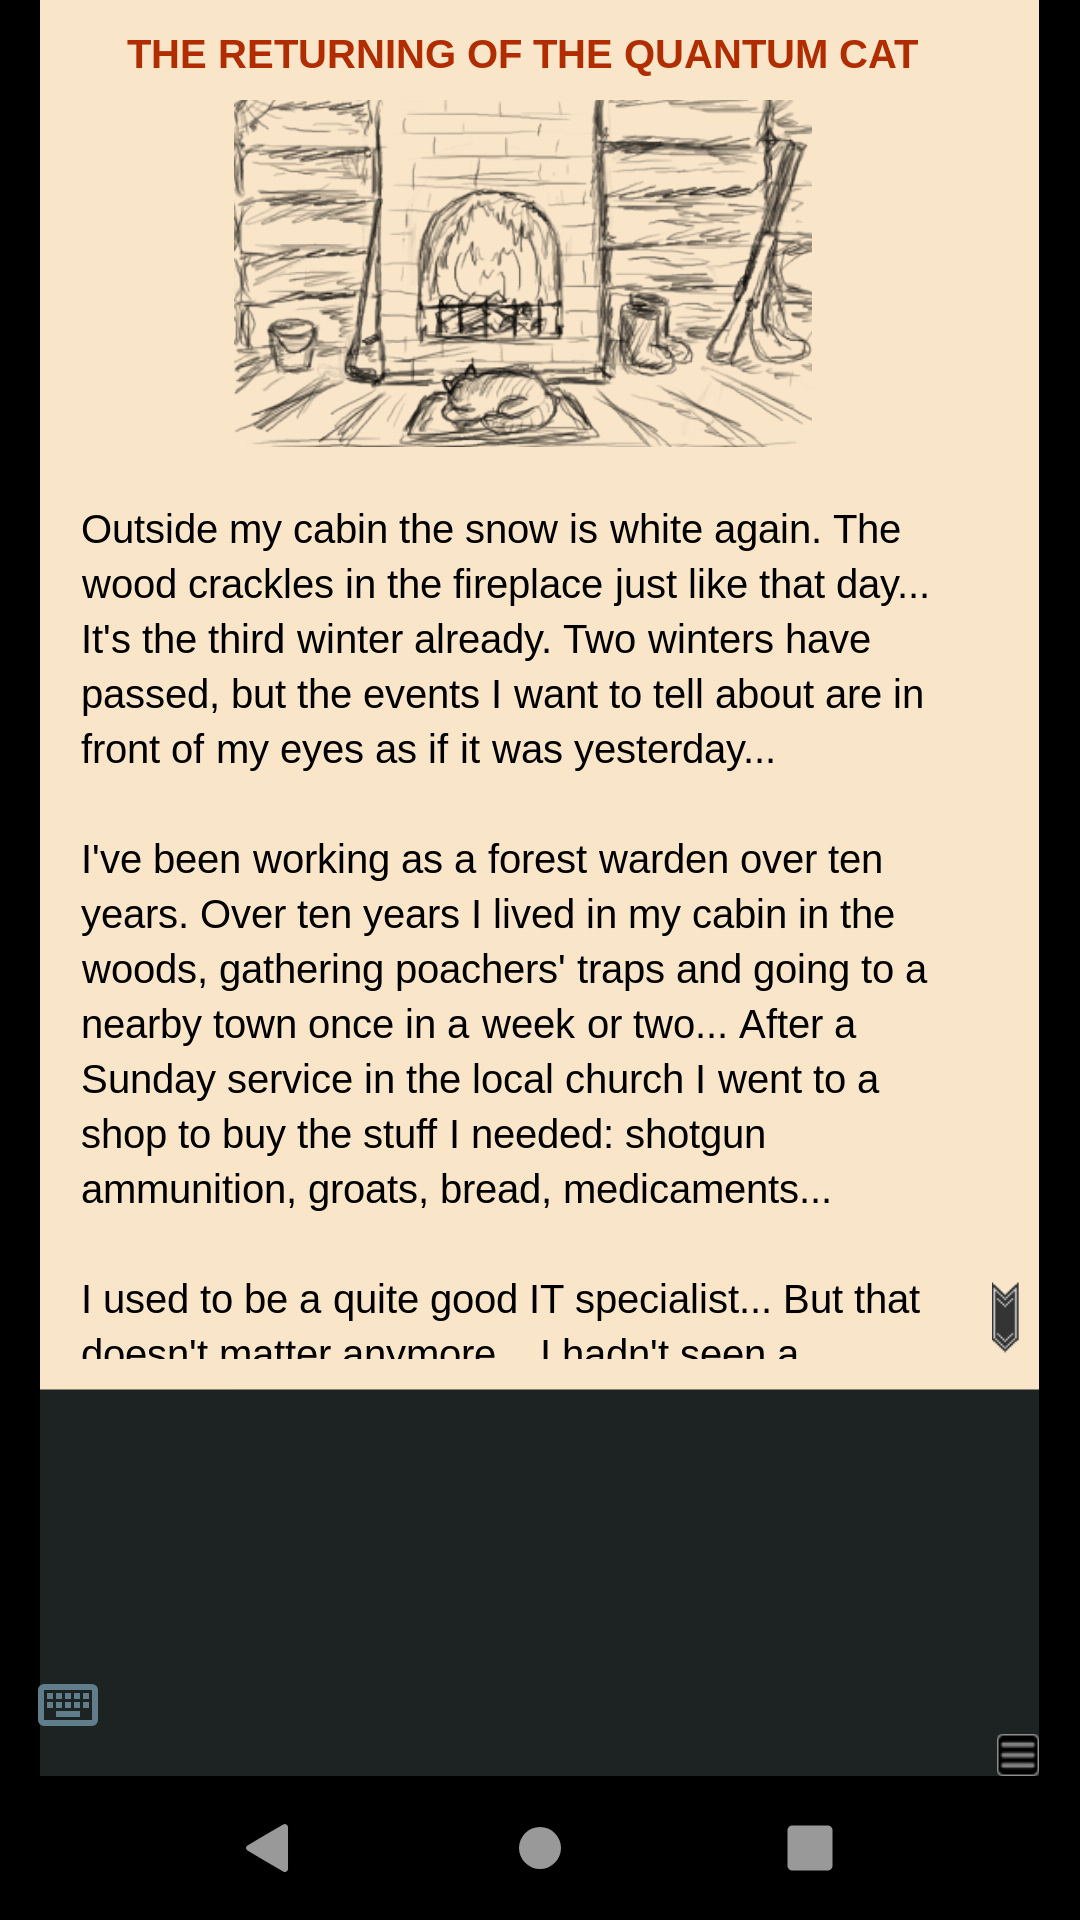 THE RETURNING OF THE QUANTUM CAT
Outside my cabin the snow is white again. The
wood crackles in the fireplace just like that day...
It's the third winter already. Two winters have
passed, but the events I want to tell about are in
front of my eyes as if it was yesterday...
I've been working as a forest warden over ten
years. Over ten years I lived in my cabin in the
woods, gathering poachers' traps and going to a
nearby town once in a week or two... After a
Sunday service in the local church I went to a
shop to buy the stuff I needed: shotgun
ammunition, groats, bread, medicaments...
I used to be a quite good IT specialist... But that
doesn't matter anymore... I hadn't seen a